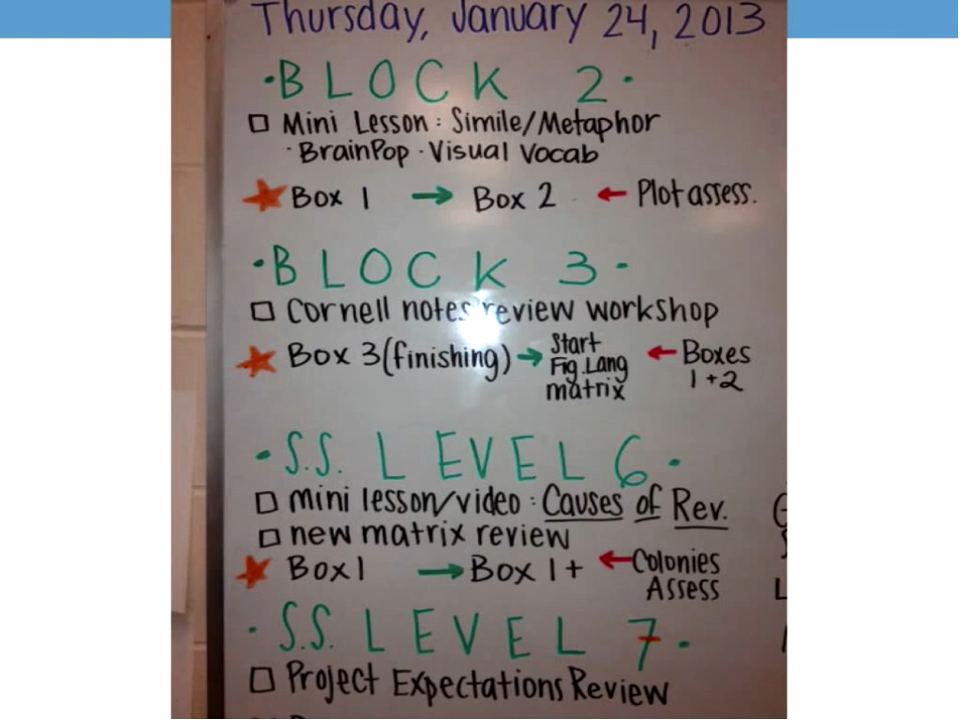 Thursday, January 24, 2013
·BLOCK 2·
□ Mini Lesson: Simile/Metaphor
·BrainPop ·Visual Vocab
★ Box 1 → Box 2 ← Plot assess.
·BLOCK 3·
□ Cornell notes review workshop
★ Box 3 (finishing) → Start Fig. Lang matrix ← Boxes 1+2
·S.S. LEVEL 6·
□ mini lesson/video: Causes of Rev.
□ new matrix review
★ Box 1 → Box 1+ ← Colonies Assess
·S.S. LEVEL 7·
□ Project Expectations Review